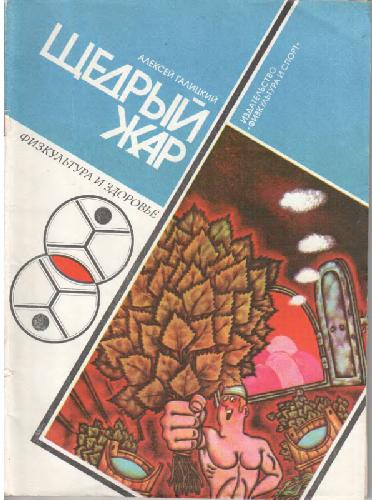 АЛЕКСЕЙ ГАЛИЦКИЙ
ЩЕДРЫЙ
ЖАР
ИЗДАТЕЛЬСТВО
«ФИЗКУЛЬТУРА И СПОРТ»
ФИЗКУЛЬТУРА И ЗДОРОВЬЕ